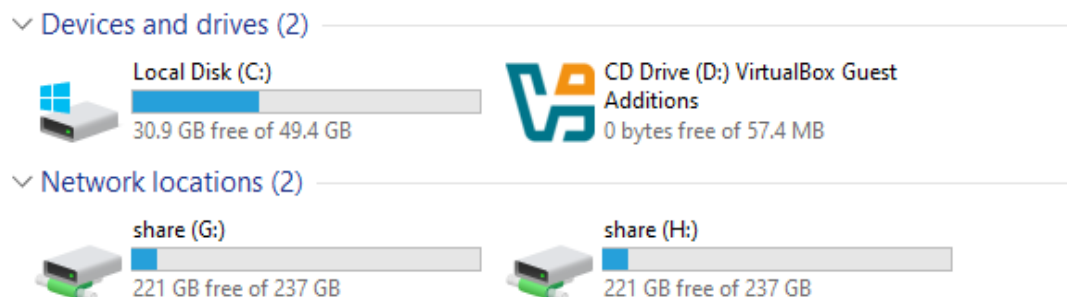 Devices and drives (2)
Local Disk (C:)
30.9 GB free of 49.4 GB
CD Drive (D:) VirtualBox Guest
Additions
0 bytes free of 57.4 MB
Network locations (2)
share (G:)
221 GB free of 237 GB
share (H:)
221 GB free of 237 GB